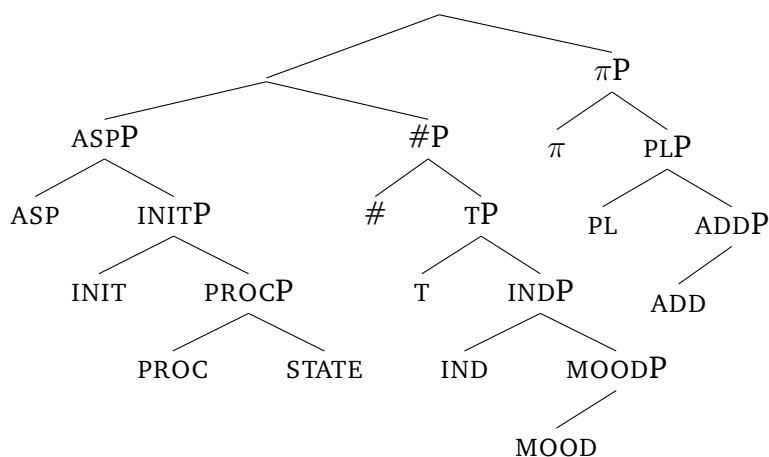 πP
ASPP #P π PLP
ASP INITP # TP PL ADDP
INIT PROCP T INDP ADD
PROC STATE IND MOODP
MOOD